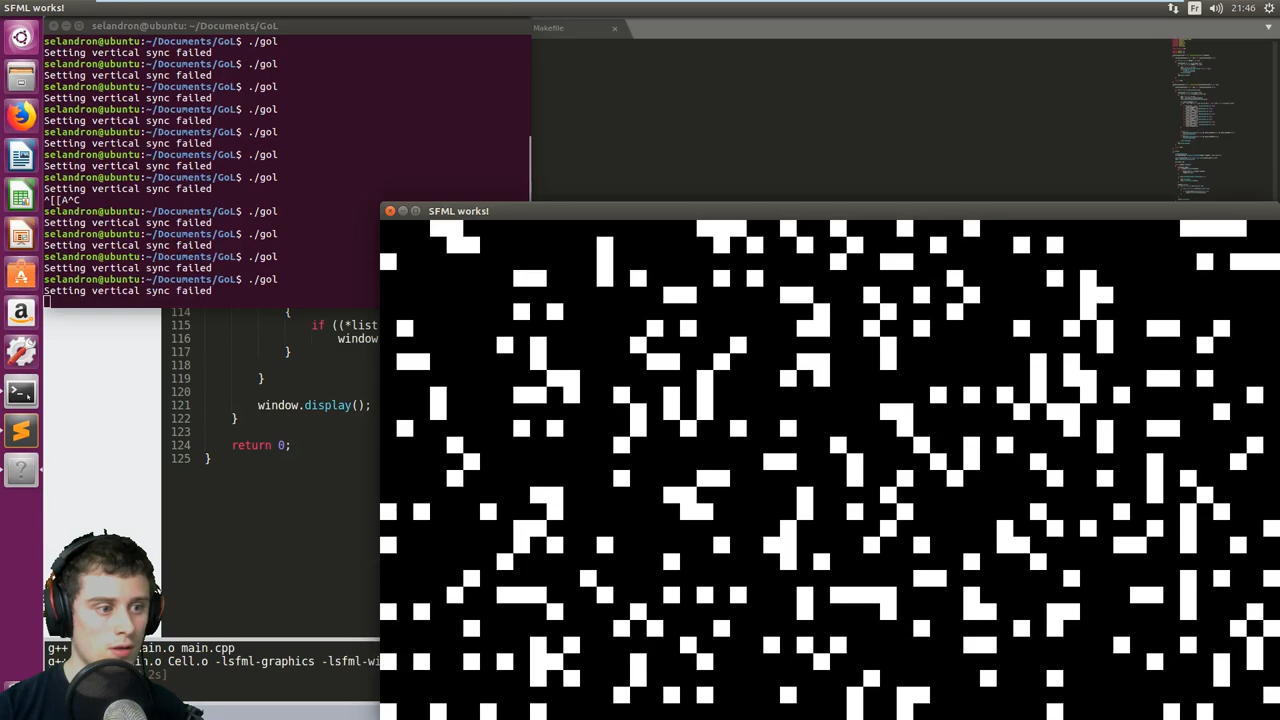 SFML works!
Fr
21:46
selandron@ubuntu: ~/Documents/GoL
Makefile
selandron@ubuntu:~/Documents/GoL$ ./gol
Setting vertical sync failed
selandron@ubuntu:~/Documents/GoL$ ./gol
Setting vertical sync failed
selandron@ubuntu:~/Documents/GoL$ ./gol
Setting vertical sync failed
selandron@ubuntu:~/Documents/GoL$ ./gol
Setting vertical sync failed
selandron@ubuntu:~/Documents/GoL$ ./gol
Setting vertical sync failed
selandron@ubuntu:~/Documents/GoL$ ./gol
Setting vertical sync failed
selandron@ubuntu:~/Documents/GoL$ ./gol
Setting vertical sync failed
^[[A^C
selandron@ubuntu:~/Documents/GoL$ ./gol
Setting vertical sync failed
selandron@ubuntu:~/Documents/GoL$ ./gol
Setting vertical sync failed
selandron@ubuntu:~/Documents/GoL$ ./gol
Setting vertical sync failed
selandron@ubuntu:~/Documents/GoL$ ./gol
Setting vertical sync failed
SFML works!
114 {
115 if ((*list
116 window
117 }
118
119 }
120
121 window.display();
122 }
123
124 return 0;
125 }
g++ ain.o main.cpp
g++ n.o Cell.o -lsfml-graphics -lsfml-wi
2s]